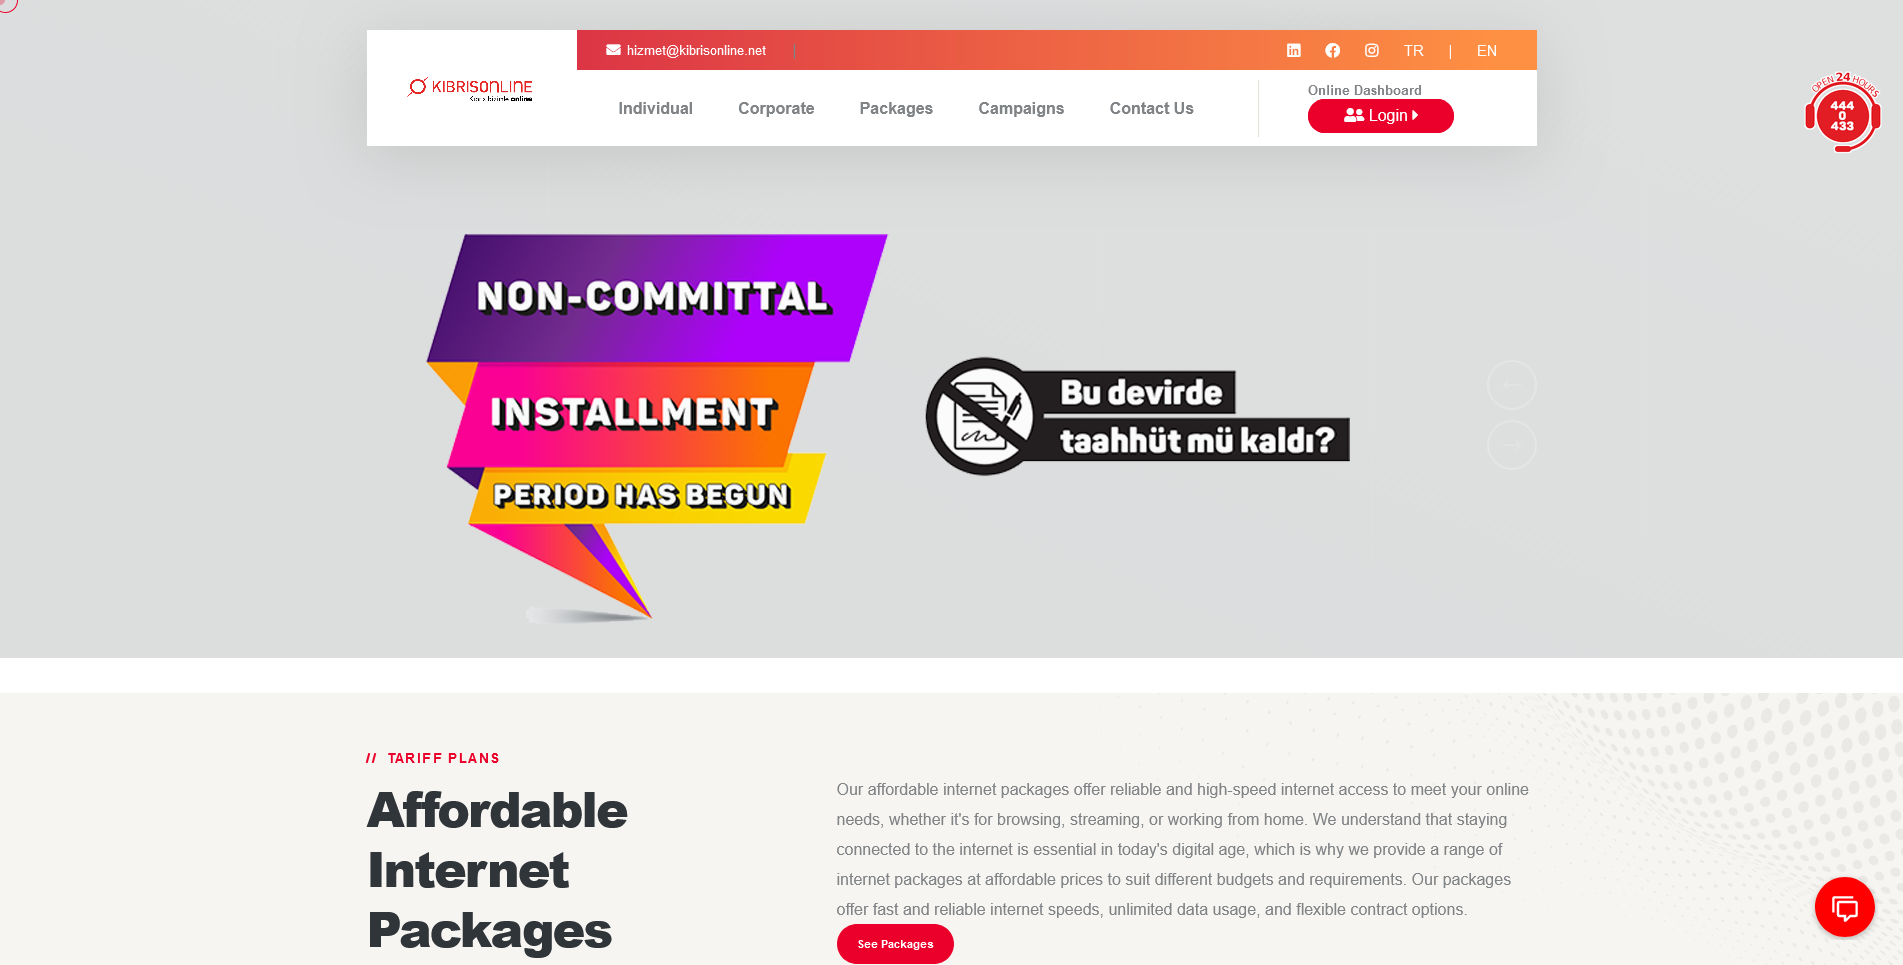 hizmet@kibrisonline.net
TR | EN
KIBRISONLINE
online
Individual
Corporate
Packages
Campaigns
Contact Us
Online Dashboard
Login
OPEN 24 HOURS
444
0
433
NON-COMMITTAL
INSTALLMENT
PERIOD HAS BEGUN
Bu devirde
taahhüt mü kaldı?
// TARIFF PLANS
Affordable
Internet
Packages
Our affordable internet packages offer reliable and high-speed internet access to meet your online
needs, whether it's for browsing, streaming, or working from home. We understand that staying
connected to the internet is essential in today's digital age, which is why we provide a range of
internet packages at affordable prices to suit different budgets and requirements. Our packages
offer fast and reliable internet speeds, unlimited data usage, and flexible contract options.
See Packages